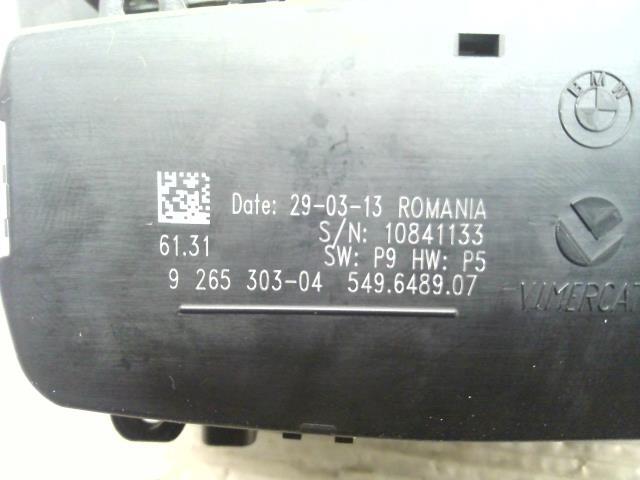 BMW
Date: 29-03-13 ROMANIA
S/N: 10841133
61.31
SW: P9 HW: P5
9 265 303-04 549.6489.07